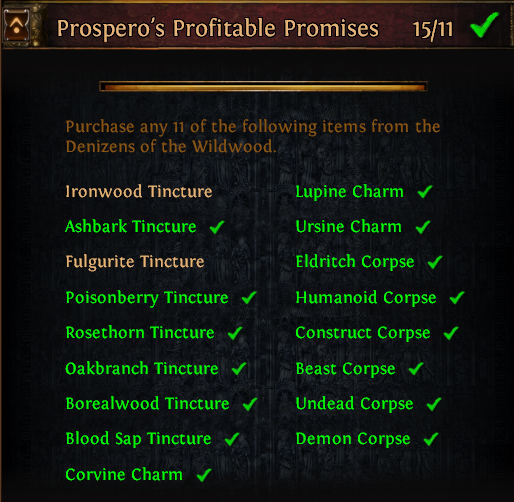 Prospero's Profitable Promises 15/11
Purchase any 11 of the following items from the
Denizens of the Wildwood.
Ironwood Tincture
Ashbark Tincture
Fulgurite Tincture
Poisonberry Tincture
Rosethorn Tincture
Oakbranch Tincture
Borealwood Tincture
Blood Sap Tincture
Corvine Charm
Lupine Charm
Ursine Charm
Eldritch Corpse
Humanoid Corpse
Construct Corpse
Beast Corpse
Undead Corpse
Demon Corpse